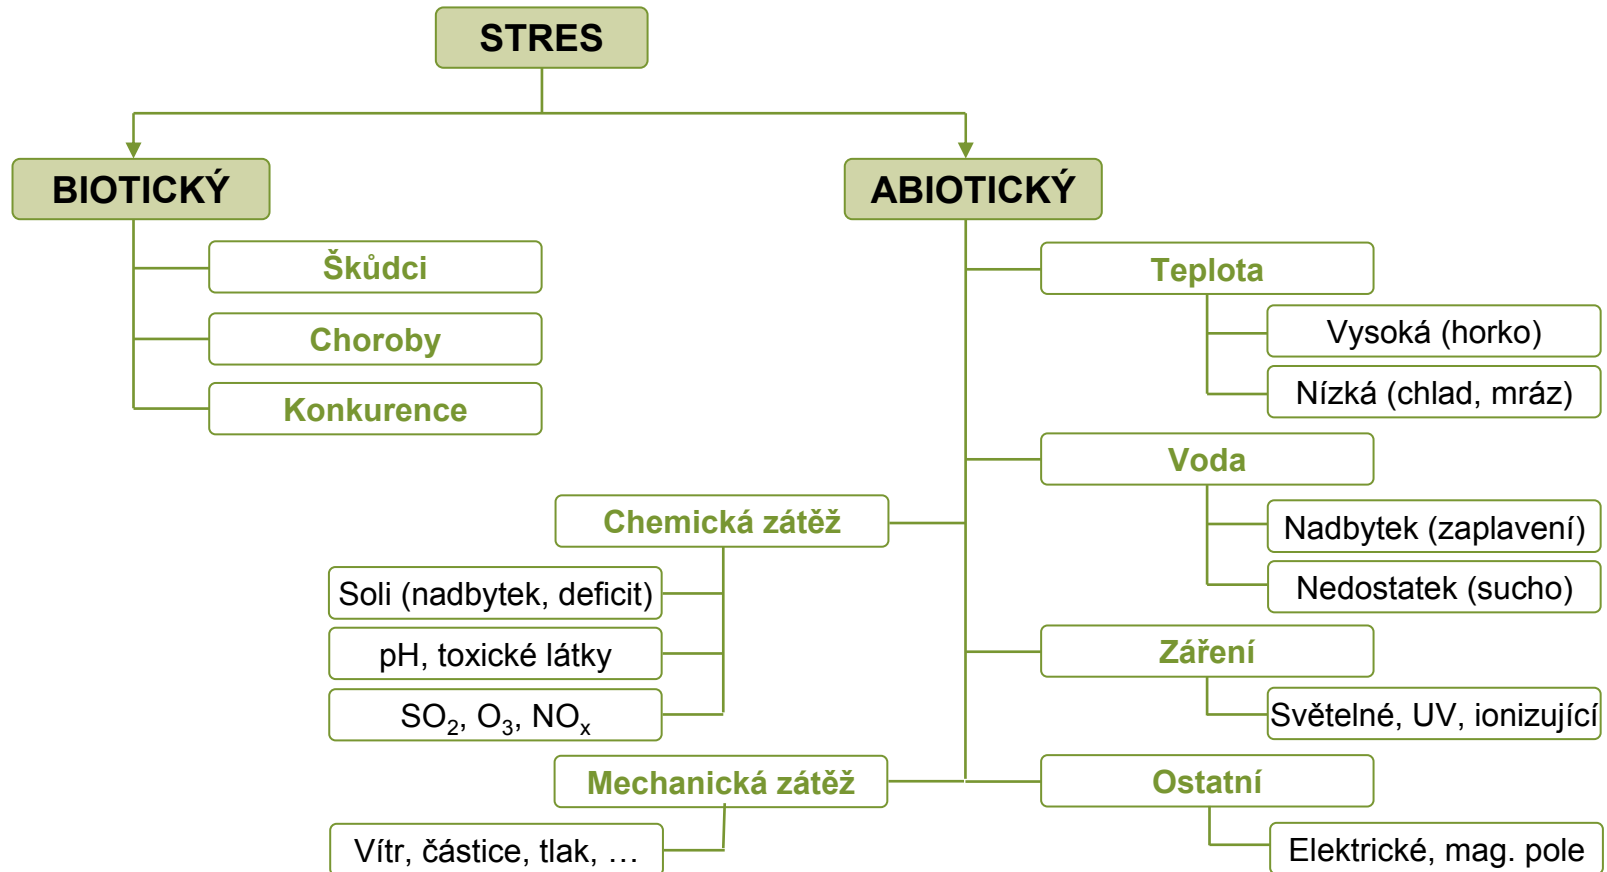 STRES
BIOTICKÝ
Škůdci
Choroby
Konkurence
ABIOTICKÝ
Teplota
Vysoká (horko)
Nízká (chlad, mráz)
Voda
Nadbytek (zaplavení)
Nedostatek (sucho)
Záření
Světelné, UV, ionizující
Ostatní
Elektrické, mag. pole
Chemická zátěž
Soli (nadbytek, deficit)
pH, toxické látky
SO₂, O₃, NOₓ
Mechanická zátěž
Vítr, částice, tlak, …